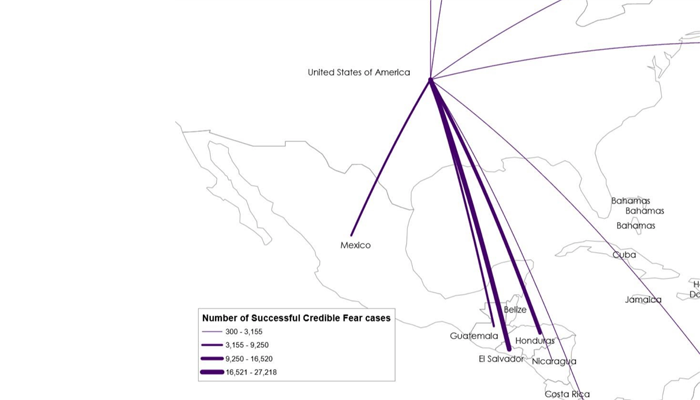 United States of America
Bahamas
Bahamas
Bahamas
Mexico
Cuba
Belize
Jamaica
Guatemala
Honduras
El Salvador
Nicaragua
Costa Rica
Number of Successful Credible Fear cases
300 - 3,155
3,155 - 9,250
9,250 - 16,520
16,521 - 27,218